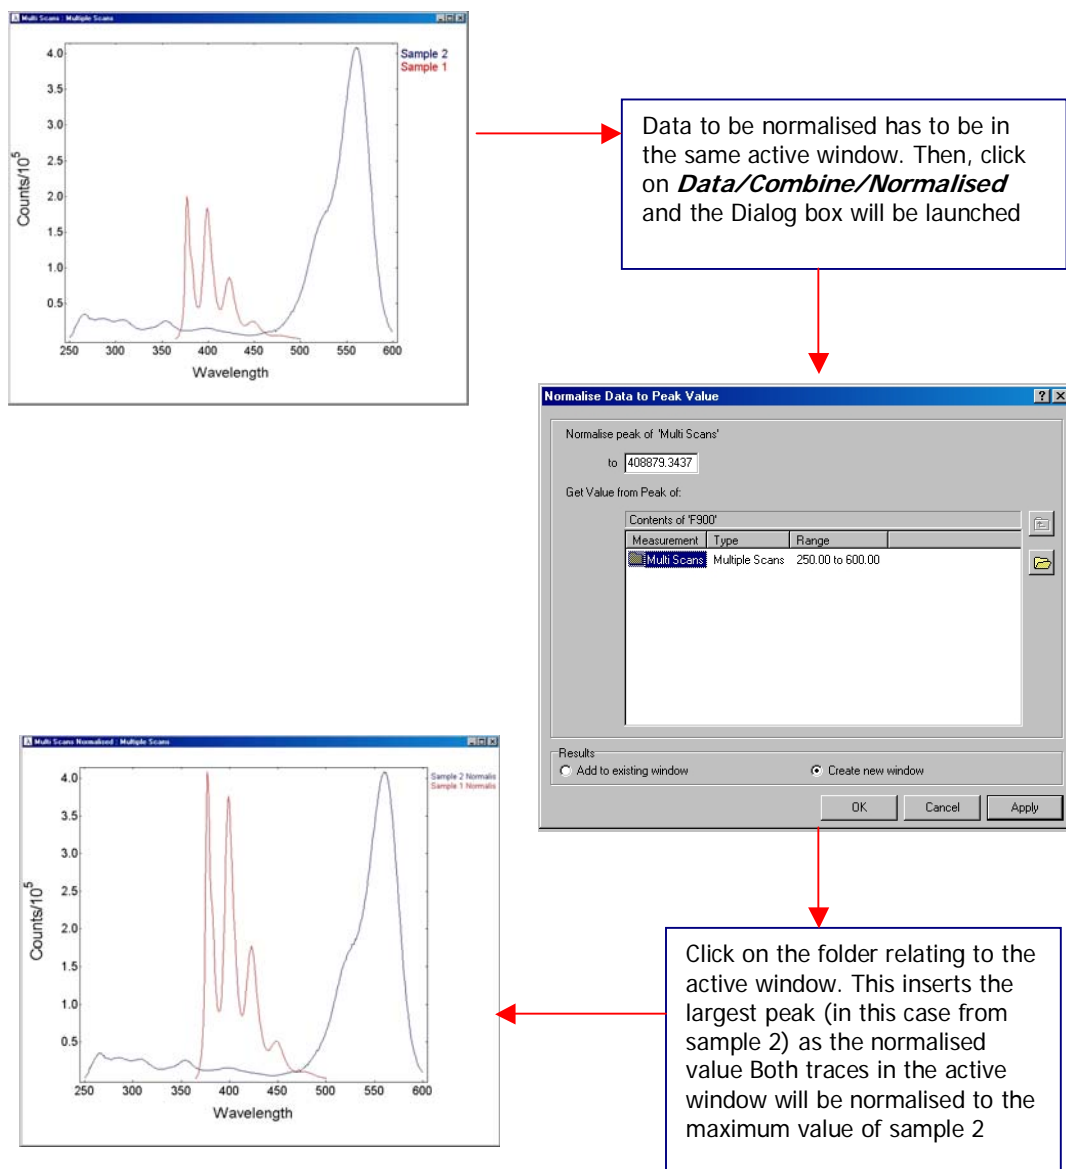 Multi Scans : Multiple Scans
Sample 2
Sample 1
4.0
3.5
3.0
2.5
2.0
1.5
1.0
0.5
Counts/10^5
250 300 350 400 450 500 550 600
Wavelength
Data to be normalised has to be in
the same active window. Then, click
on Data/Combine/Normalised
and the Dialog box will be launched
Normalise Data to Peak Value
Normalise peak of 'Multi Scans'
to 408879.3437
Get Value from Peak of:
Contents of 'F900'
Measurement Type Range
Multi Scans Multiple Scans 250.00 to 600.00
Results
Add to existing window Create new window
OK Cancel Apply
Multi Scans Normalised : Multiple Scans
Sample 2 Normalis
Sample 1 Normalis
4.0
3.5
3.0
2.5
2.0
1.5
1.0
0.5
Counts/10^5
250 300 350 400 450 500 550 600
Wavelength
Click on the folder relating to the
active window. This inserts the
largest peak (in this case from
sample 2) as the normalised
value Both traces in the active
window will be normalised to the
maximum value of sample 2